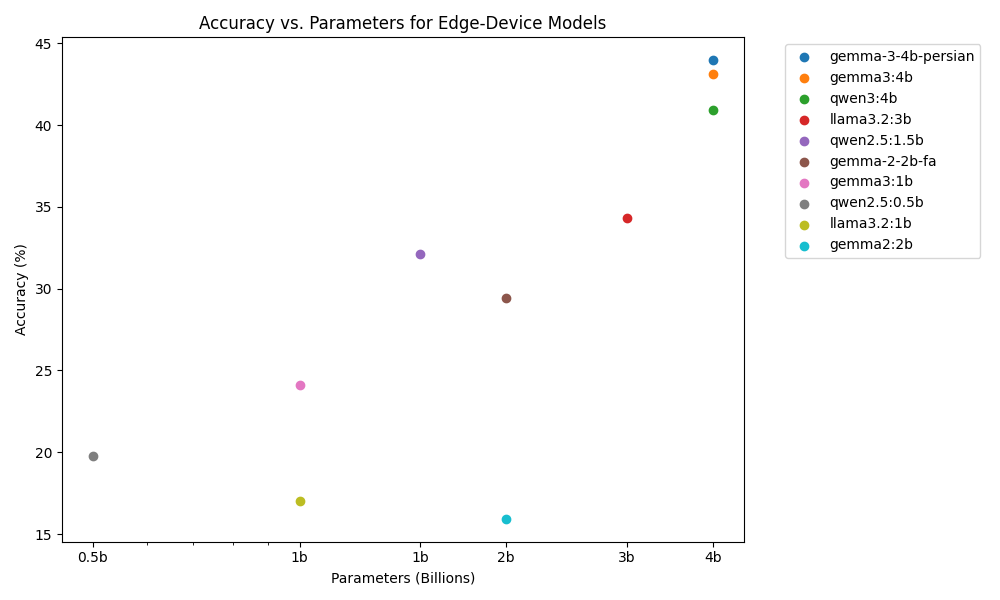 Accuracy vs. Parameters for Edge-Device Models
45
40
35
30
25
20
15
Accuracy (%)
0.5b 1b 1b 2b 3b 4b
Parameters (Billions)
gemma-3-4b-persian
gemma3:4b
qwen3:4b
llama3.2:3b
qwen2.5:1.5b
gemma-2-2b-fa
gemma3:1b
qwen2.5:0.5b
llama3.2:1b
gemma2:2b